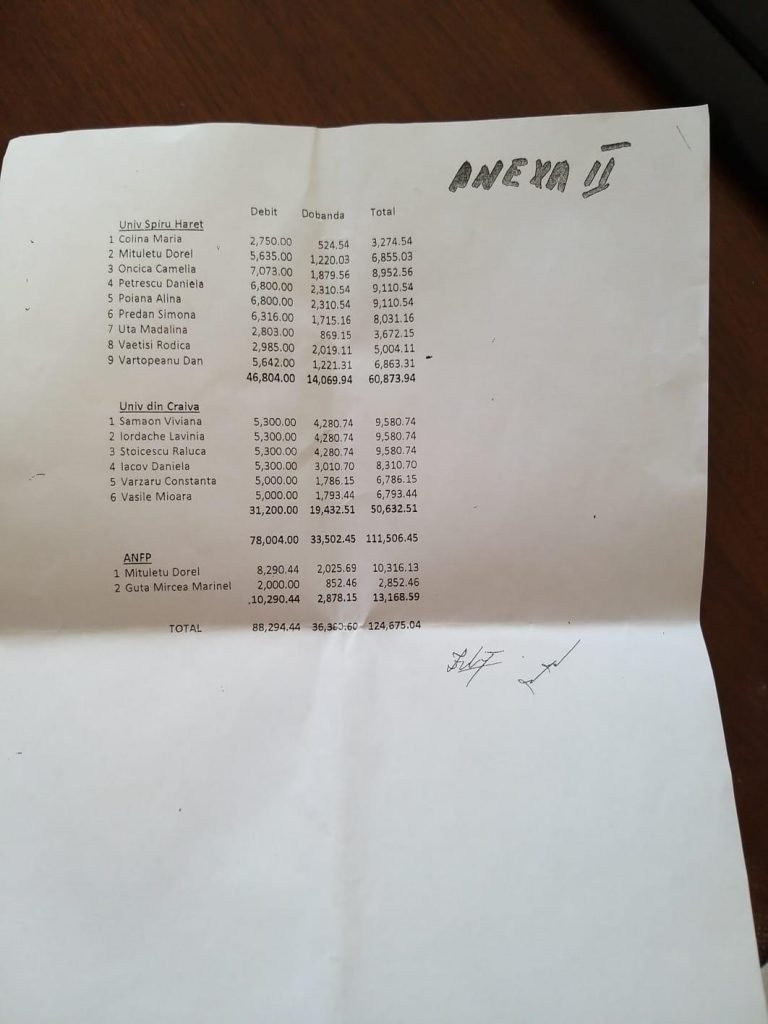 ANEXA II
Debit Dobanda Total
Univ Spiru Haret
1 Colina Maria 2,750.00 524.54 3,274.54
2 Mituletu Dorel 5,635.00 1,220.03 6,855.03
3 Oncica Camelia 7,073.00 1,879.56 8,952.56
4 Petrescu Daniela 6,800.00 2,310.54 9,110.54
5 Poiana Alina 6,800.00 2,310.54 9,110.54
6 Predan Simona 6,316.00 1,715.16 8,031.16
7 Uta Madalina 2,803.00 869.15 3,672.15
8 Vaetisi Rodica 2,985.00 2,019.11 5,004.11
9 Vartopeanu Dan 5,642.00 1,221.31 6,863.31
46,804.00 14,069.94 60,873.94
Univ din Craiva
1 Samaon Viviana 5,300.00 4,280.74 9,580.74
2 Iordache Lavinia 5,300.00 4,280.74 9,580.74
3 Stoicescu Raluca 5,300.00 4,280.74 9,580.74
4 Iacov Daniela 5,300.00 3,010.70 8,310.70
5 Varzaru Constanta 5,000.00 1,786.15 6,786.15
6 Vasile Mioara 5,000.00 1,793.44 6,793.44
31,200.00 19,432.51 50,632.51
78,004.00 33,502.45 111,506.45
ANFP
1 Mituletu Dorel 8,290.44 2,025.69 10,316.13
2 Guta Mircea Marinel 2,000.00 852.46 2,852.46
10,290.44 2,878.15 13,168.59
TOTAL 88,294.44 36,380.60 124,675.04